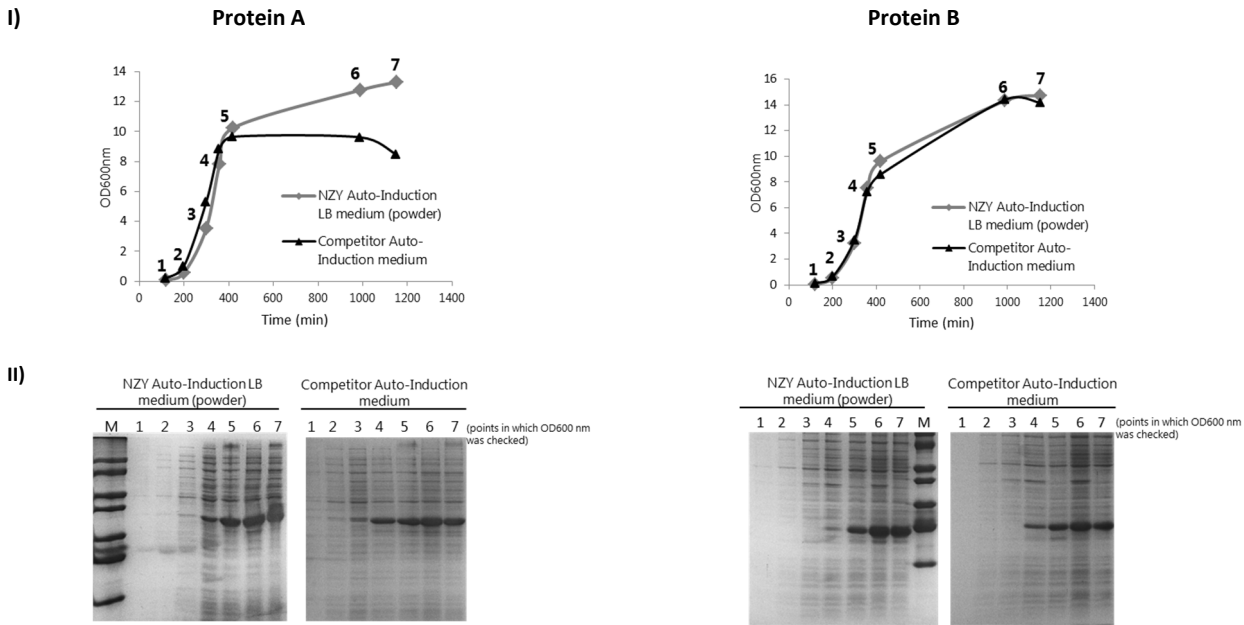 I)
Protein A
Protein B
14
12
10
8
6
4
2
0
OD600nm
1
2
3
4
5
6
7
NZY Auto-Induction
LB medium (powder)
Competitor Auto-
Induction medium
0 200 400 600 800 1000 1200 1400
Time (min)
16
14
12
10
8
6
4
2
0
OD600nm
1
2
3
4
5
6
7
NZY Auto-Induction
LB medium (powder)
Competitor Auto-
Induction medium
0 200 400 600 800 1000 1200 1400
Time (min)
II)
NZY Auto-Induction LB
medium (powder)
M 1 2 3 4 5 6 7
Competitor Auto-Induction
medium
1 2 3 4 5 6 7
(points in which OD600 nm
was checked)
NZY Auto-Induction LB
medium (powder)
1 2 3 4 5 6 7 M
Competitor Auto-Induction
medium
1 2 3 4 5 6 7
(points in which OD600 nm
was checked)